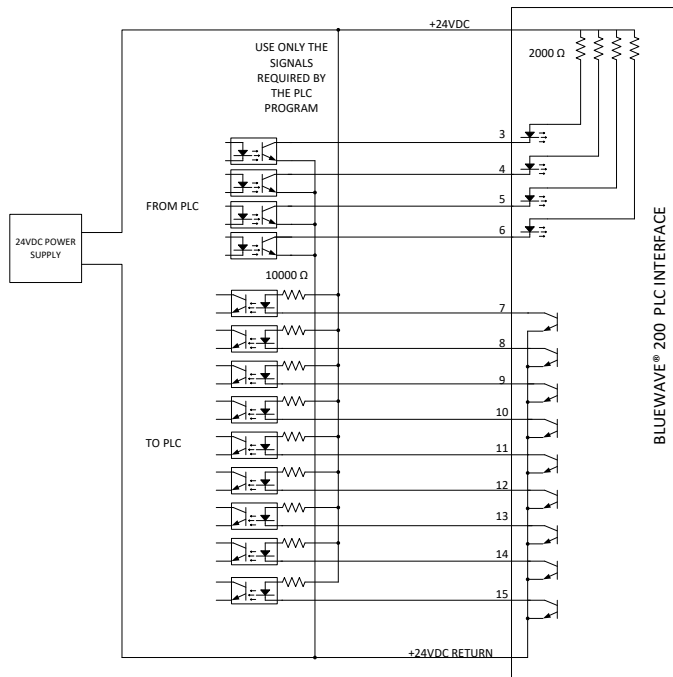 +24VDC
USE ONLY THE
SIGNALS
REQUIRED BY
THE PLC
PROGRAM
2000 Ω
3
4
5
6
FROM PLC
24VDC POWER
SUPPLY
10000 Ω
7
8
9
10
TO PLC
11
12
13
14
15
+24VDC RETURN
BLUEWAVE® 200 PLC INTERFACE